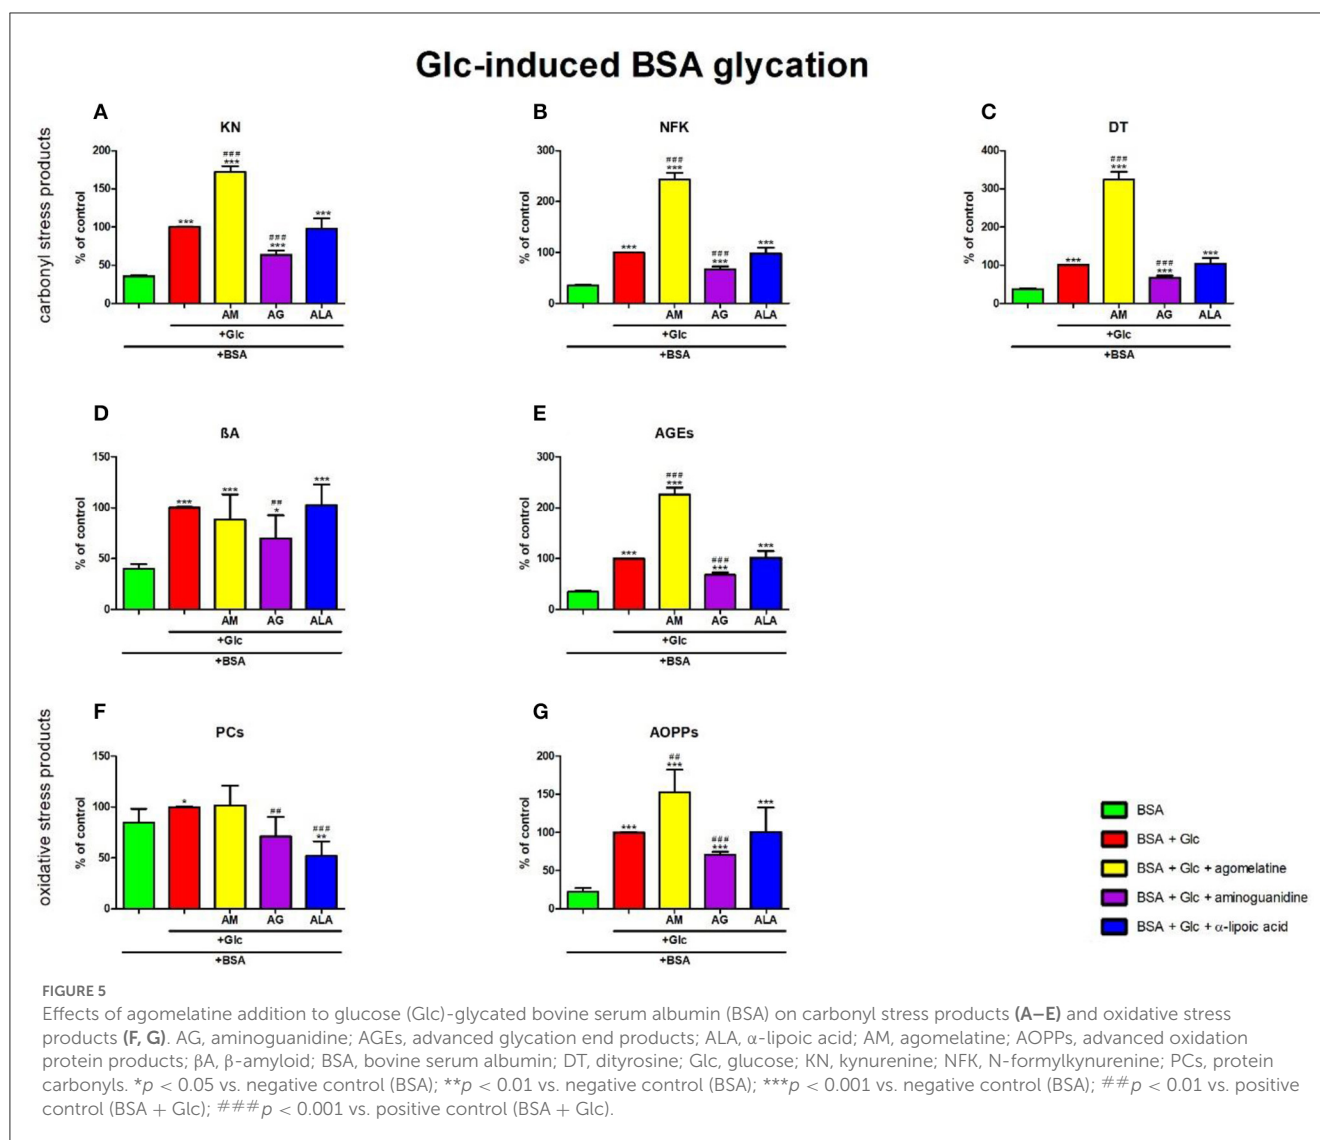 Glc-induced BSA glycation
carbonyl stress products
A
KN
% of control
200
150
100
50
0
***
###
***
###
***
***
AM AG ALA
+Glc
+BSA
B
NFK
% of control
300
200
100
0
***
###
***
###
***
***
AM AG ALA
+Glc
+BSA
C
DT
% of control
400
300
200
100
0
***
###
***
###
***
***
AM AG ALA
+Glc
+BSA
D
ßA
% of control
150
100
50
0
***
***
##
*
***
AM AG ALA
+Glc
+BSA
E
AGEs
% of control
300
200
100
0
***
###
***
###
***
***
AM AG ALA
+Glc
+BSA
oxidative stress products
F
PCs
% of control
150
100
50
0
*
##
###
**
AM AG ALA
+Glc
+BSA
G
AOPPs
% of control
200
150
100
50
0
***
##
***
###
***
***
AM AG ALA
+Glc
+BSA
BSA
BSA + Glc
BSA + Glc + agomelatine
BSA + Glc + aminoguanidine
BSA + Glc + α-lipoic acid
FIGURE 5
Effects of agomelatine addition to glucose (Glc)-glycated bovine serum albumin (BSA) on carbonyl stress products (A–E) and oxidative stress
products (F, G). AG, aminoguanidine; AGEs, advanced glycation end products; ALA, α-lipoic acid; AM, agomelatine; AOPPs, advanced oxidation
protein products; βA, β-amyloid; BSA, bovine serum albumin; DT, dityrosine; Glc, glucose; KN, kynurenine; NFK, N-formylkynurenine; PCs, protein
carbonyls. *p < 0.05 vs. negative control (BSA); **p < 0.01 vs. negative control (BSA); ***p < 0.001 vs. negative control (BSA); ##p < 0.01 vs. positive
control (BSA + Glc); ###p < 0.001 vs. positive control (BSA + Glc).